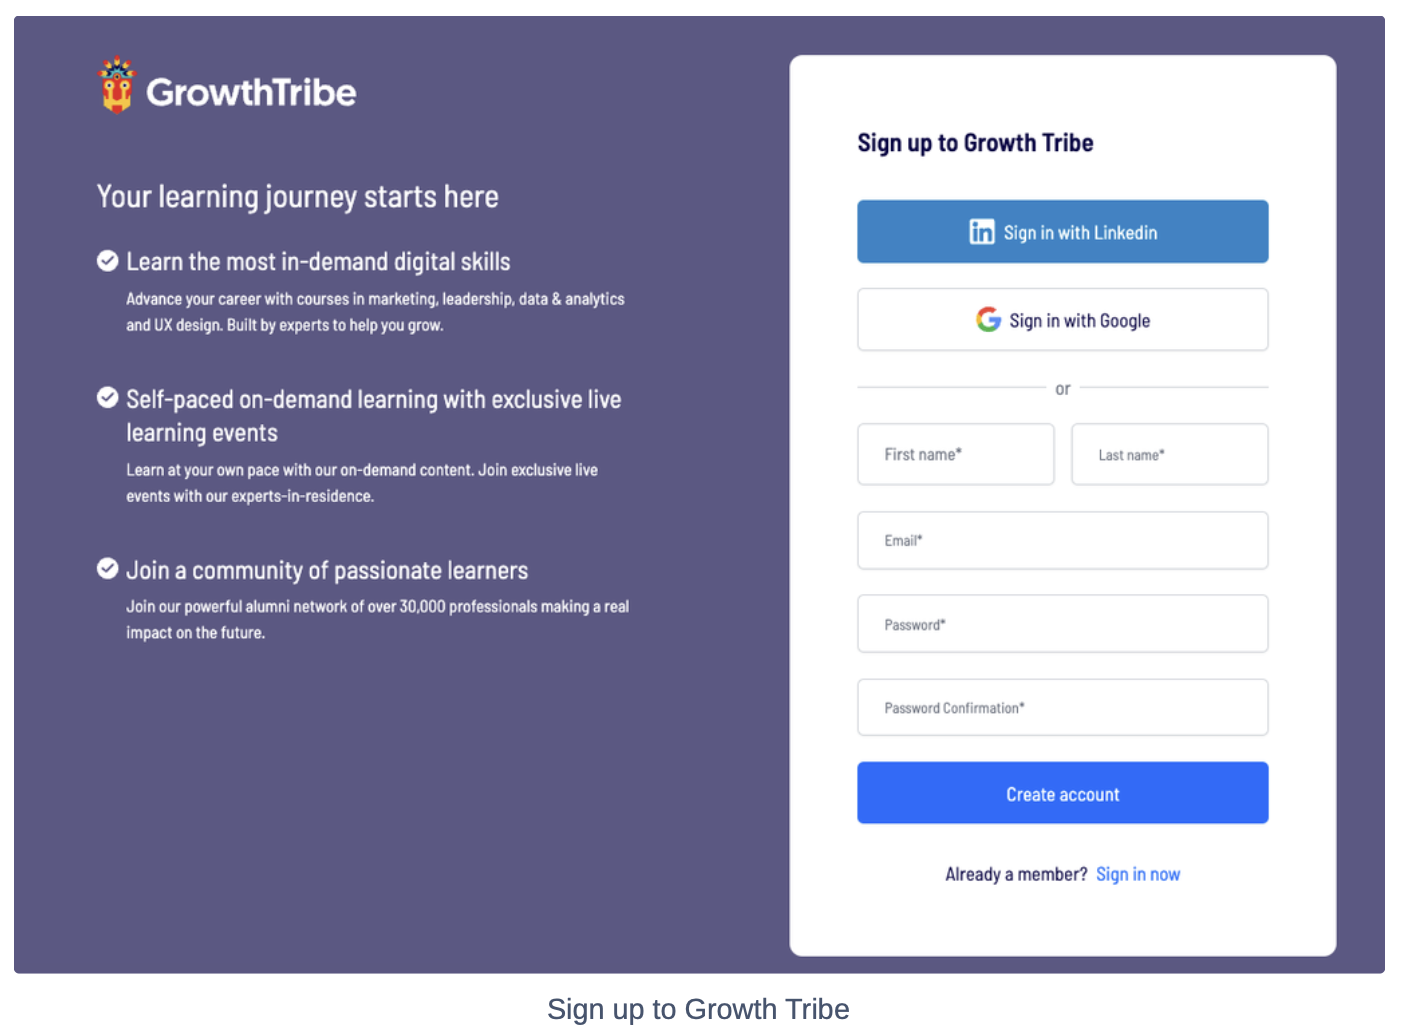 GrowthTribe
Your learning journey starts here
Learn the most in-demand digital skills
Advance your career with courses in marketing, leadership, data & analytics
and UX design. Built by experts to help you grow.
Self-paced on-demand learning with exclusive live
learning events
Learn at your own pace with our on-demand content. Join exclusive live
events with our experts-in-residence.
Join a community of passionate learners
Join our powerful alumni network of over 30,000 professionals making a real
impact on the future.
Sign up to Growth Tribe
Sign in with Linkedin
Sign in with Google
or
First name*
Last name*
Email*
Password*
Password Confirmation*
Create account
Already a member? Sign in now
Sign up to Growth Tribe